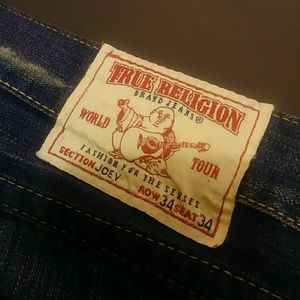 TRUE RELIGION
BRAND JEANS®
WORLD TOUR
FASHION FOR THE SENSES
SECTION JOEY
ROW 34 SEAT 34